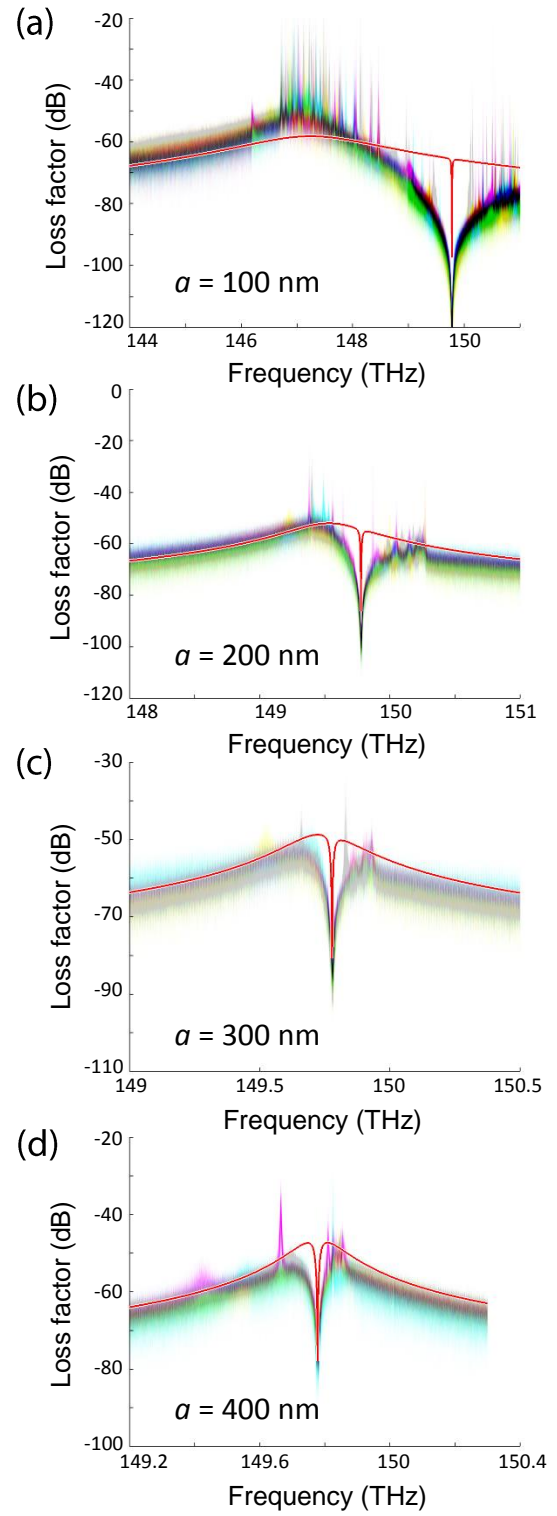 (a)
-20
-40
-60
-80
-100
-120
Loss factor (dB)
a = 100 nm
144
146
148
150
Frequency (THz)
(b)
0
-20
-40
-60
-80
-100
-120
Loss factor (dB)
a = 200 nm
148
149
150
151
Frequency (THz)
(c)
-30
-50
-70
-90
-110
Loss factor (dB)
a = 300 nm
149
149.5
150
150.5
Frequency (THz)
(d)
-20
-40
-60
-80
-100
Loss factor (dB)
a = 400 nm
149.2
149.6
150
150.4
Frequency (THz)